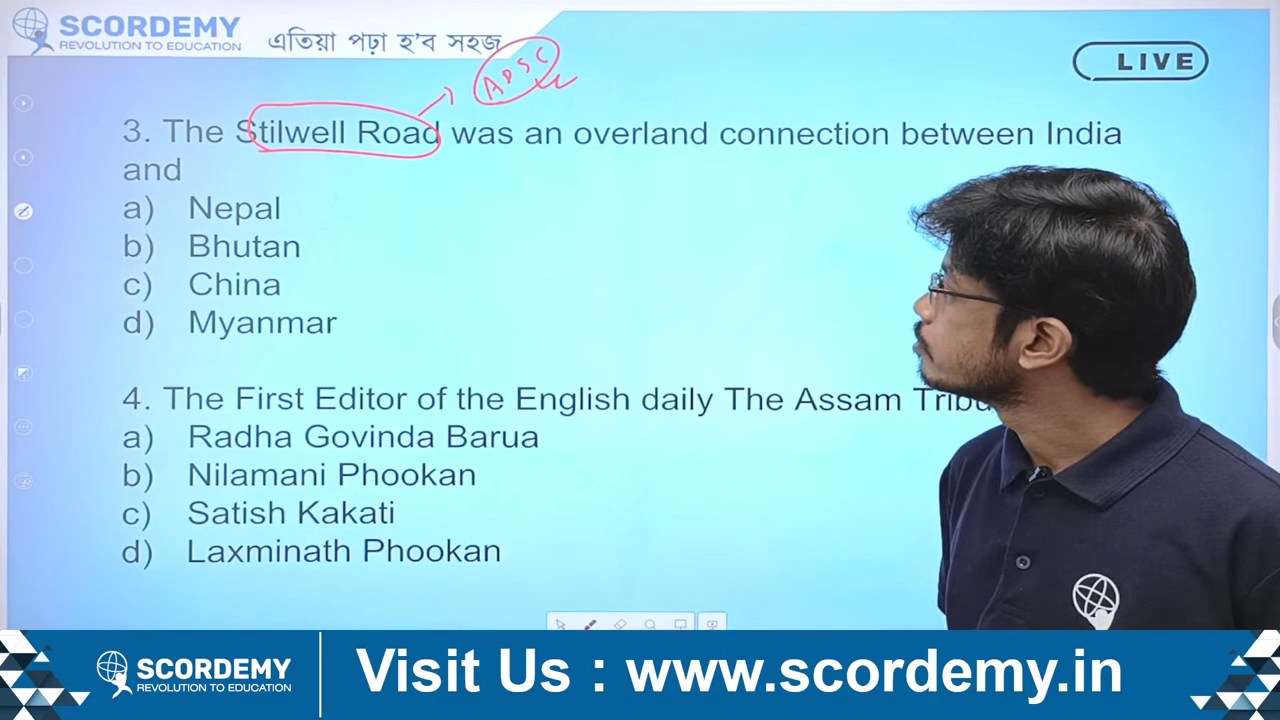 SCORDEMY
REVOLUTION TO EDUCATION
এতিয়া পঢ়া হ'ব সহজ
APSC
LIVE
3. The Stilwell Road was an overland connection between India
and
a) Nepal
b) Bhutan
c) China
d) Myanmar
4. The First Editor of the English daily The Assam Tribu
a) Radha Govinda Barua
b) Nilamani Phookan
c) Satish Kakati
d) Laxminath Phookan
SCORDEMY
REVOLUTION TO EDUCATION
Visit Us : www.scordemy.in